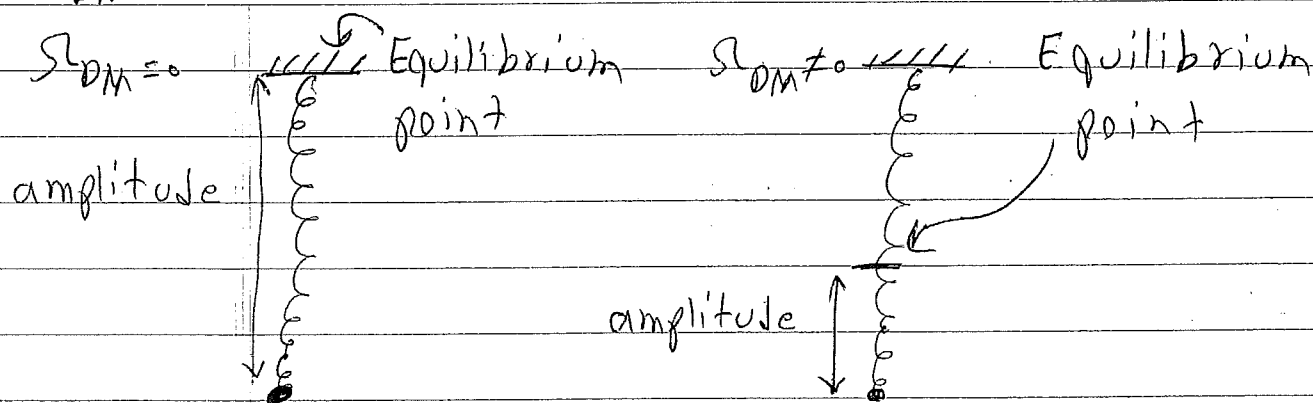 Ω_DM = 0 Equilibrium point
amplitude
Ω_DM ≠ 0 Equilibrium point
amplitude